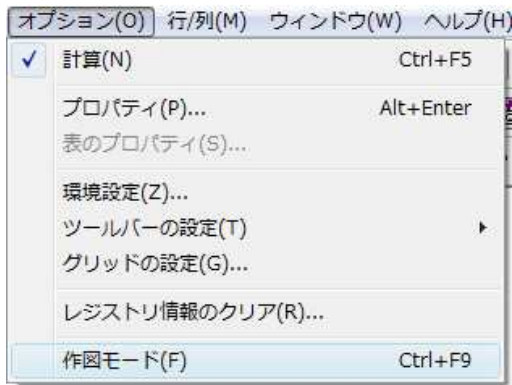 オプション(O) 行/列(M) ウィンドウ(W) ヘルプ(H)
計算(N) Ctrl+F5
プロパティ(P)... Alt+Enter
表のプロパティ(S)...
環境設定(Z)...
ツールバーの設定(T)
グリッドの設定(G)...
レジストリ情報のクリア(R)...
作図モード(F) Ctrl+F9